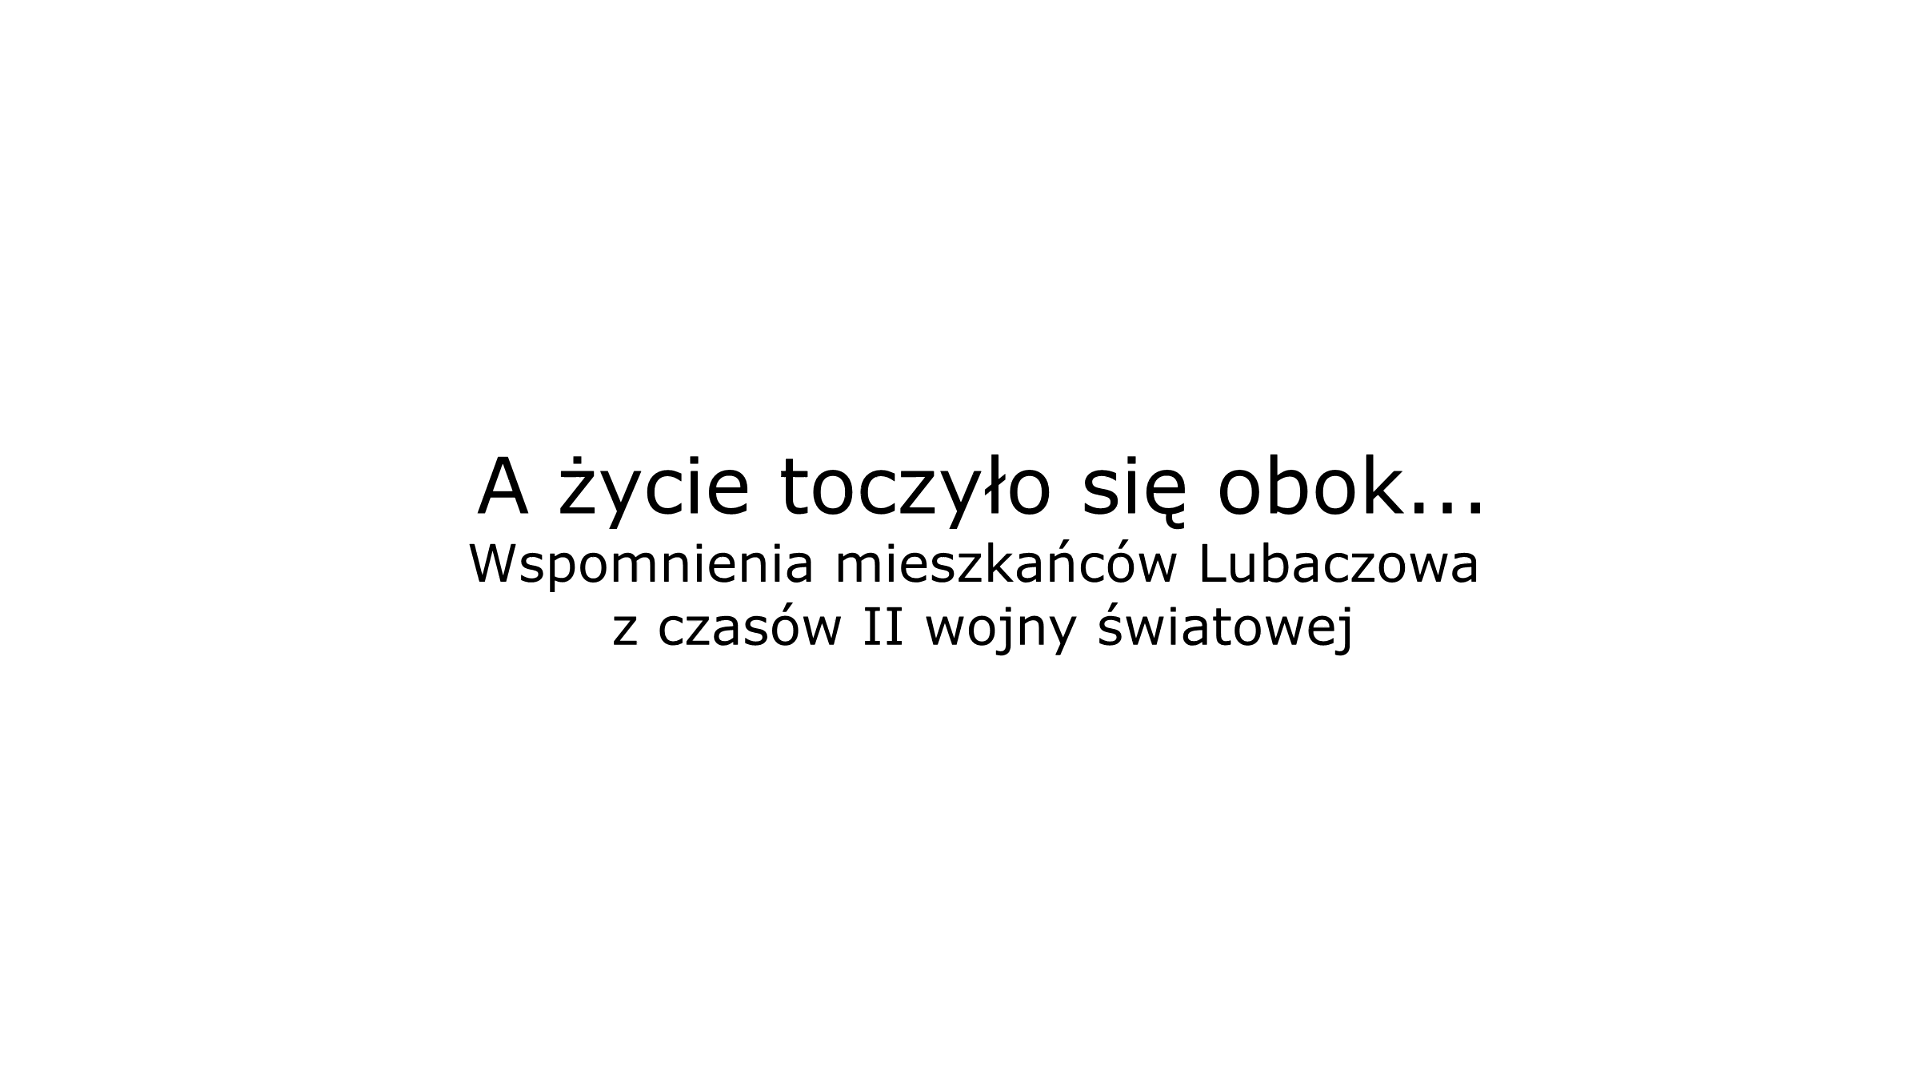 A życie toczyło się obok...
Wspomnienia mieszkańców Lubaczowa
z czasów II wojny światowej